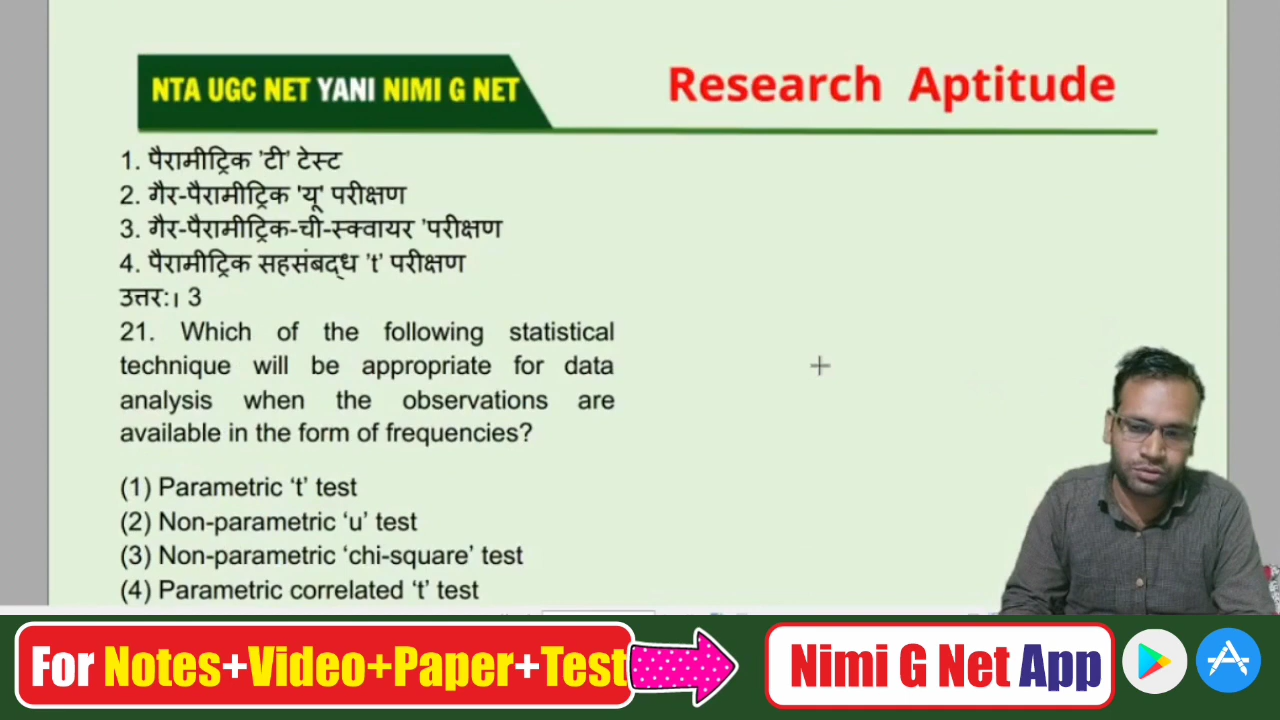 NTA UGC NET YANI NIMI G NET
Research Aptitude
1. पैरामीट्रिक 'टी' टेस्ट
2. गैर-पैरामीट्रिक 'यू' परीक्षण
3. गैर-पैरामीट्रिक-ची-स्क्वायर 'परीक्षण
4. पैरामीट्रिक सहसंबद्ध 't' परीक्षण
उत्तर:। 3
21. Which of the following statistical
technique will be appropriate for data
analysis when the observations are
available in the form of frequencies?
(1) Parametric ‘t’ test
(2) Non-parametric ‘u’ test
(3) Non-parametric ‘chi-square’ test
(4) Parametric correlated ‘t’ test
For Notes+Video+Paper+Test
Nimi G Net App